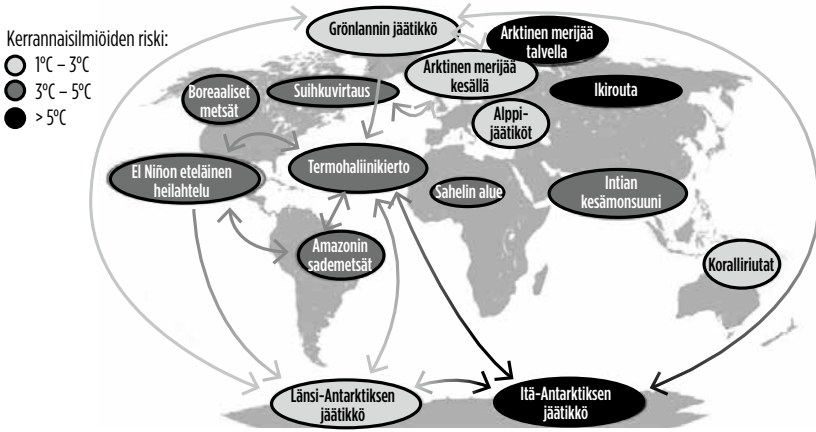 Kerrannaisilmiöiden riski:
1°C – 3°C
3°C – 5°C
> 5°C
Grönlannin jäätikkö
Arktinen merijää
talvella
Arktinen merijää
kesällä
Boreaaliset
metsät
Suihkuvirtaus
Ikirouta
Alppi-
jäätiköt
El Niñon eteläinen
heilahtelu
Termohaliinikierto
Sahelin alue
Intian
kesämonsuuni
Amazonin
sademetsät
Koralliriutat
Länsi-Antarktiksen
jäätikkö
Itä-Antarktiksen
jäätikkö